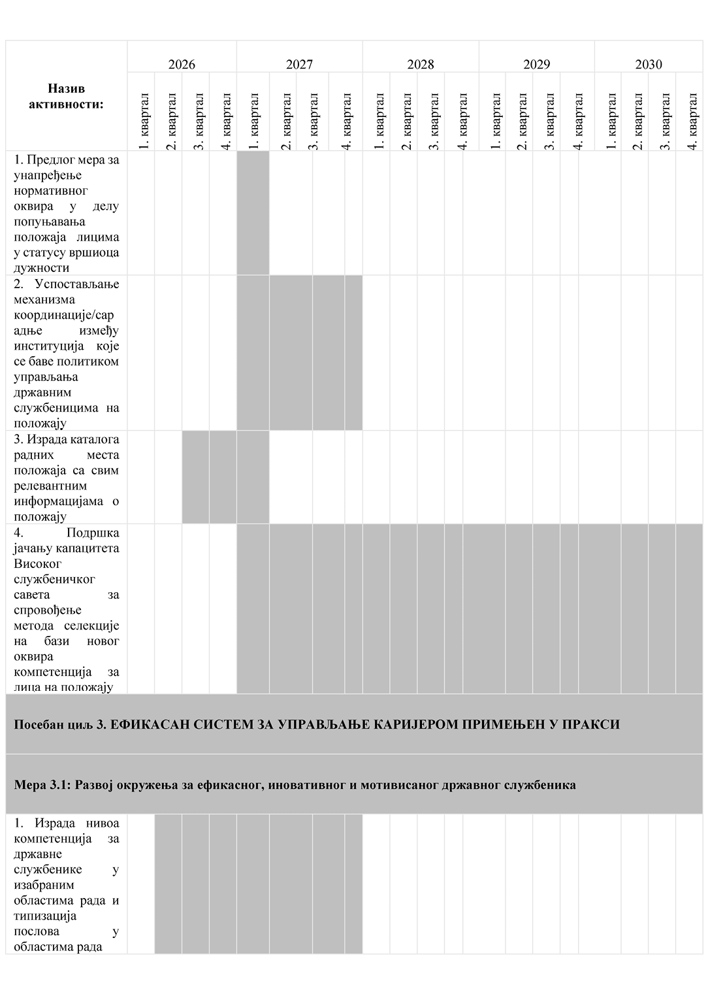 Назив
активности:
2026
2027
2028
2029
2030
1. квартал
2. квартал
3. квартал
4. квартал
1. квартал
2. квартал
3. квартал
4. квартал
1. квартал
2. квартал
3. квартал
4. квартал
1. квартал
2. квартал
3. квартал
4. квартал
1. квартал
2. квартал
3. квартал
4. квартал
1. Предлог мера за
унапређење
нормативног
оквира у делу
попуњавања
положаја лицима
у статусу вршиоца
дужности
2. Успостављање
механизма
координације/сар
адње између
институција које
се баве политиком
управљања
државним
службеницима на
положају
3. Израда каталога
радних места
положаја са свим
релевантним
информацијама о
положају
4. Подршка
јачању капацитета
Високог
службеничког
савета за
спровођење
метода селекције
на бази новог
оквира
компетенција за
лица на положају
Посебан циљ 3. ЕФИКАСАН СИСТЕМ ЗА УПРАВЉАЊЕ КАРИЈЕРОМ ПРИМЕЊЕН У ПРАКСИ
Мера 3.1: Развој окружења за ефикасног, иновативног и мотивисаног државног службеника
1. Израда нивоа
компетенција за
државне
службенике у
изабраним
областима рада и
типизација
послова у
областима рада